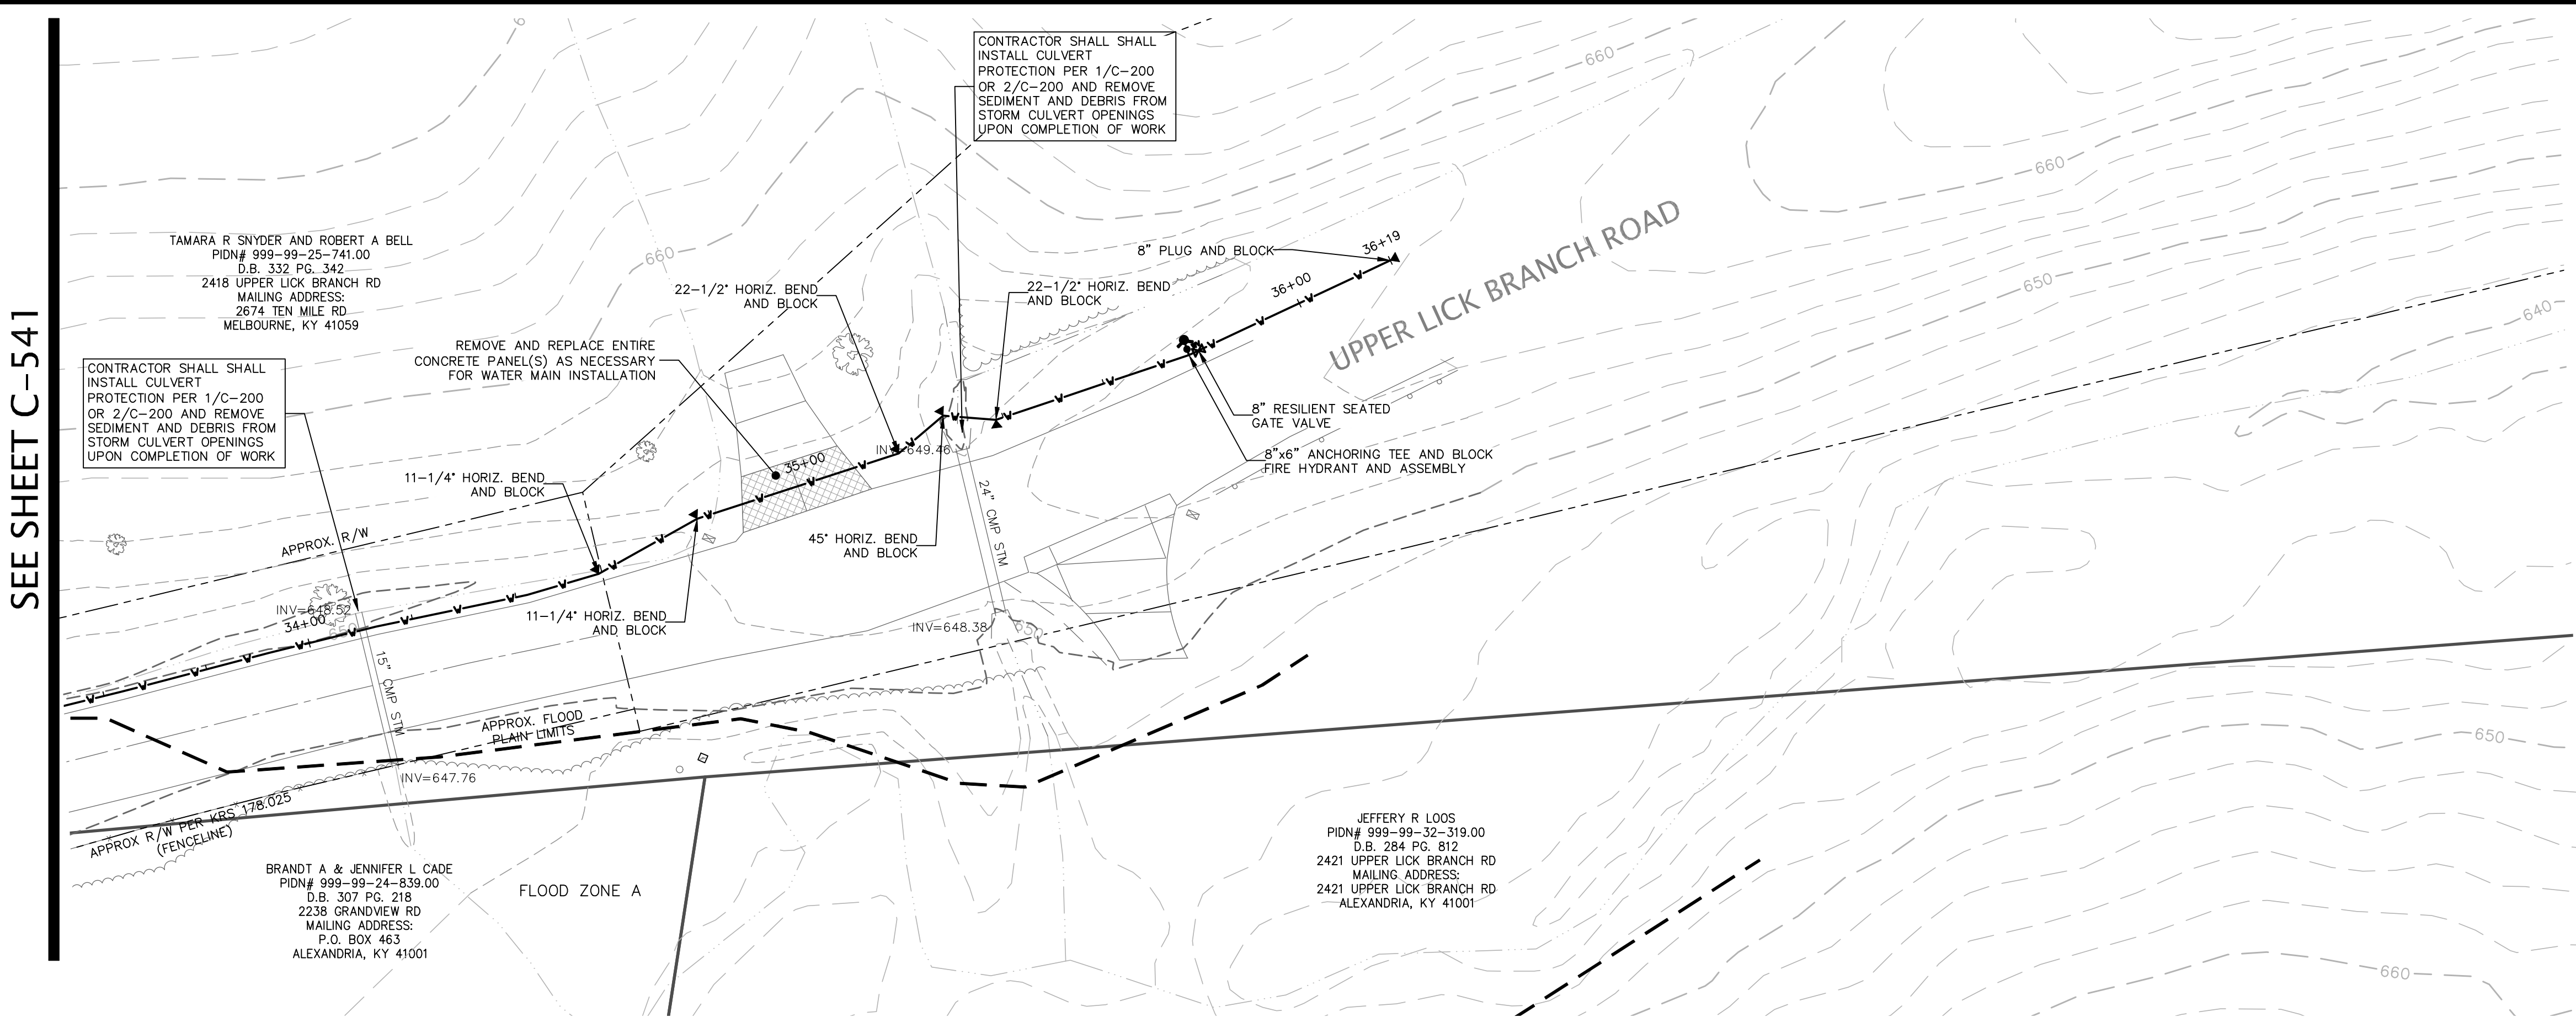 SEE SHEET C-541
CONTRACTOR SHALL SHALL
INSTALL CULVERT
PROTECTION PER 1/C-200
OR 2/C-200 AND REMOVE
SEDIMENT AND DEBRIS FROM
STORM CULVERT OPENINGS
UPON COMPLETION OF WORK
660
660
660
TAMARA R SNYDER AND ROBERT A BELL
PIDN# 999-99-25-741.00
D.B. 332 PG. 342
2418 UPPER LICK BRANCH RD
MAILING ADDRESS:
2674 TEN MILE RD
MELBOURNE, KY 41059
22-1/2° HORIZ. BEND
AND BLOCK
22-1/2° HORIZ. BEND
AND BLOCK
8" PLUG AND BLOCK
36+19
36+00
UPPER LICK BRANCH ROAD
650
640
REMOVE AND REPLACE ENTIRE
CONCRETE PANEL(S) AS NECESSARY
FOR WATER MAIN INSTALLATION
CONTRACTOR SHALL SHALL
INSTALL CULVERT
PROTECTION PER 1/C-200
OR 2/C-200 AND REMOVE
SEDIMENT AND DEBRIS FROM
STORM CULVERT OPENINGS
UPON COMPLETION OF WORK
8" RESILIENT SEATED
GATE VALVE
8"x6" ANCHORING TEE AND BLOCK
FIRE HYDRANT AND ASSEMBLY
INV=649.46
35+00
11-1/4° HORIZ. BEND
AND BLOCK
24" CMP STM
45° HORIZ. BEND
AND BLOCK
APPROX. R/W
INV=648.52
34+00
650
11-1/4° HORIZ. BEND
AND BLOCK
INV=648.38
650
15" CMP STM
APPROX. FLOOD
PLAIN LIMITS
INV=647.76
650
APPROX R/W PER KRS 178.025
(FENCELINE)
BRANDT A & JENNIFER L CADE
PIDN# 999-99-24-839.00
D.B. 307 PG. 218
2238 GRANDVIEW RD
MAILING ADDRESS:
P.O. BOX 463
ALEXANDRIA, KY 41001
FLOOD ZONE A
JEFFERY R LOOS
PIDN# 999-99-32-319.00
D.B. 284 PG. 812
2421 UPPER LICK BRANCH RD
MAILING ADDRESS:
2421 UPPER LICK BRANCH RD
ALEXANDRIA, KY 41001
660